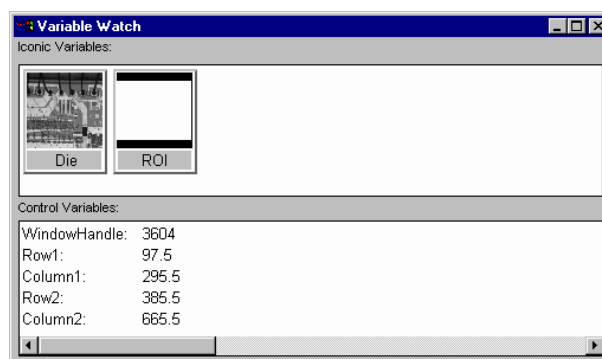 Variable Watch
Iconic Variables:
Die
ROI
Control Variables:
WindowHandle: 3604
Row1: 97.5
Column1: 295.5
Row2: 385.5
Column2: 665.5